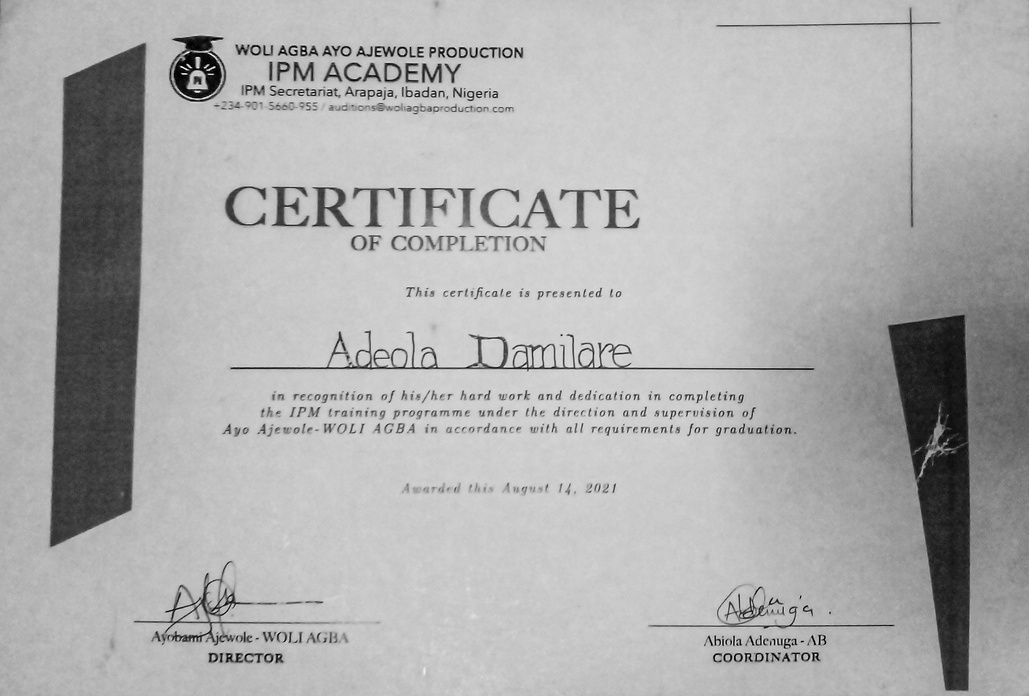 WOLI AGBA AYO AJEWOLE PRODUCTION
IPM ACADEMY
IPM Secretariat, Arapaja, Ibadan, Nigeria
+234-901-5660-955 / auditions@woliagbaproduction.com
CERTIFICATE
OF COMPLETION
This certificate is presented to
Adeola Damilare
in recognition of his/her hard work and dedication in completing
the IPM training programme under the direction and supervision of
Ayo Ajewole-WOLI AGBA in accordance with all requirements for graduation.
Awarded this August 14, 2021
Adenuga.
Ayobami Ajewole - WOLI AGBA
Abiola Adenuga - AB
DIRECTOR
COORDINATOR